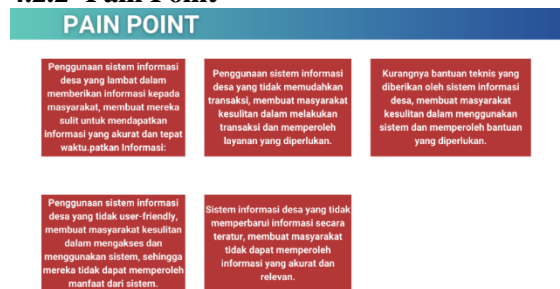 4.2.2 Pain Point
PAIN POINT
Penggunaan sistem informasi
desa yang lambat dalam
memberikan informasi kepada
masyarakat, membuat mereka
sulit untuk mendapatkan
informasi yang akurat dan tepat
waktu.patkan Informasi:
Penggunaan sistem informasi
desa yang tidak memudahkan
transaksi, membuat masyarakat
kesulitan dalam melakukan
transaksi dan memperoleh
layanan yang diperlukan.
Kurangnya bantuan teknis yang
diberikan oleh sistem informasi
desa, membuat masyarakat
kesulitan dalam menggunakan
sistem dan memperoleh bantuan
yang diperlukan.
Penggunaan sistem informasi
desa yang tidak user-friendly,
membuat masyarakat kesulitan
dalam mengakses dan
menggunakan sistem, sehingga
mereka tidak dapat memperoleh
manfaat dari sistem.
Sistem informasi desa yang tidak
memperbarui informasi secara
teratur, membuat masyarakat
tidak dapat memperoleh
informasi yang akurat dan
relevan.